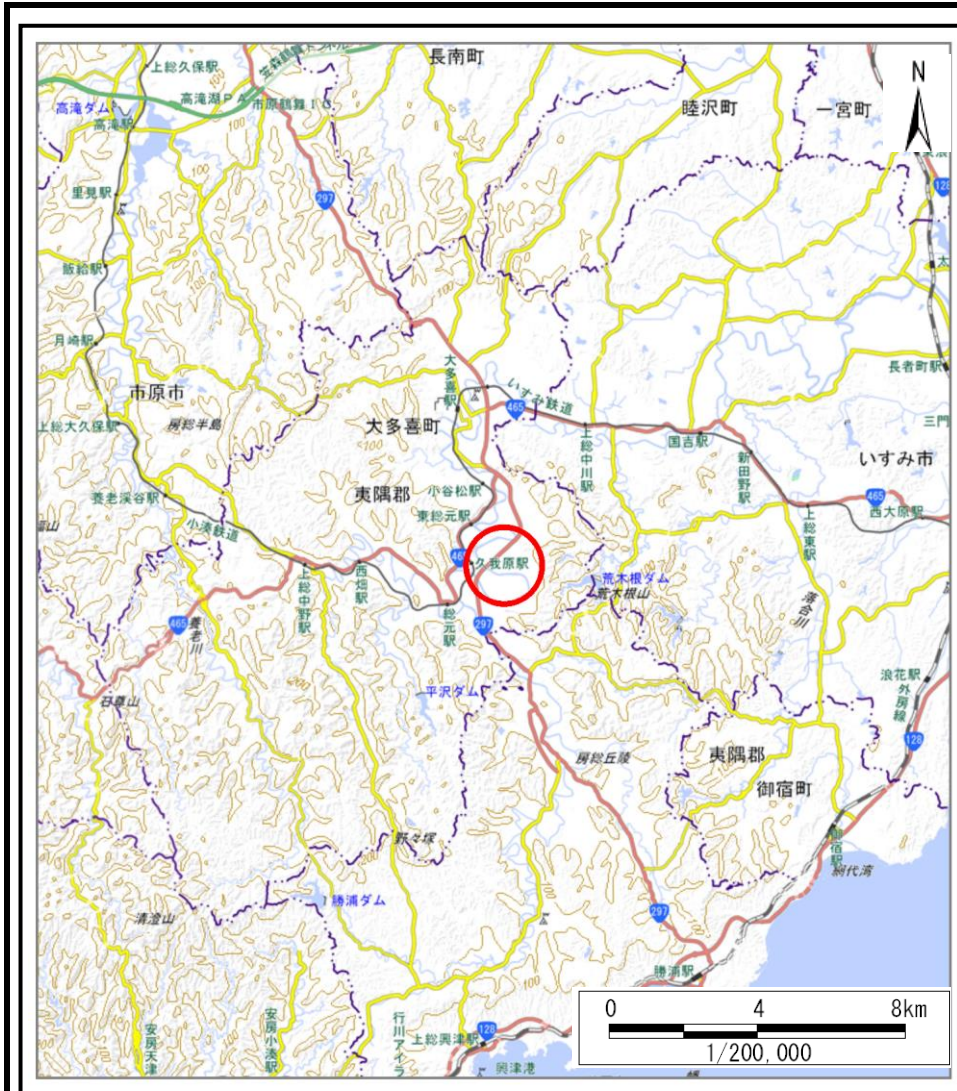 長南町
上総久保駅
高滝湖PA
市原鶴舞IC
睦沢町
一宮町
N
高滝ダム
高滝駅
100
128
里見駅
297
飯給駅
100
月崎駅
大多喜駅
長者町駅
いすみ鉄道
市原市
房総半島
465
大多喜町
上総大久保駅
上総中川駅
国吉駅
三門
新田野駅
いすみ市
夷隅郡
小谷松駅
養老渓谷駅
465
西大原駅
東総元駅
上総東駅
小湊鉄道
久我原駅
西畑駅
上総中野駅
荒木根ダム
荒木根山
総元駅
落合川
465
養老川
297
浪花駅
平沢ダム
外房線
128
房総丘陵
夷隅郡
御宿町
野々塚
御宿駅
網代湾
勝浦ダム
清澄山
297
勝浦駅
0 4 8km
1/200,000
安房天津
安房小湊駅
行川アイラ
上総興津駅
128
興津港